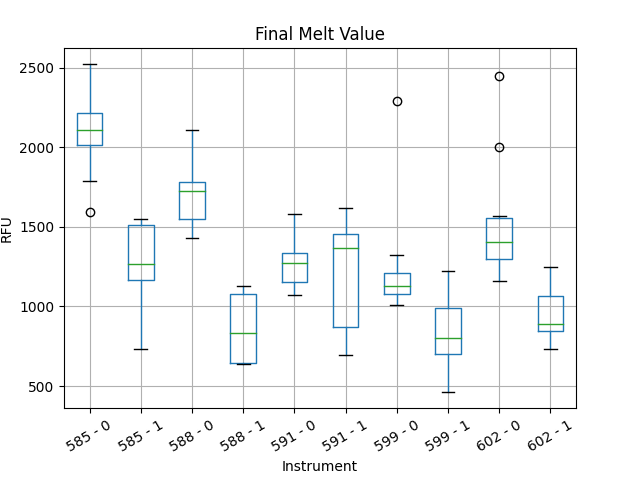 Final Melt Value
2500
2000
1500
1000
500
RFU
585 - 0
585 - 1
588 - 0
588 - 1
591 - 0
591 - 1
599 - 0
599 - 1
602 - 0
602 - 1
Instrument